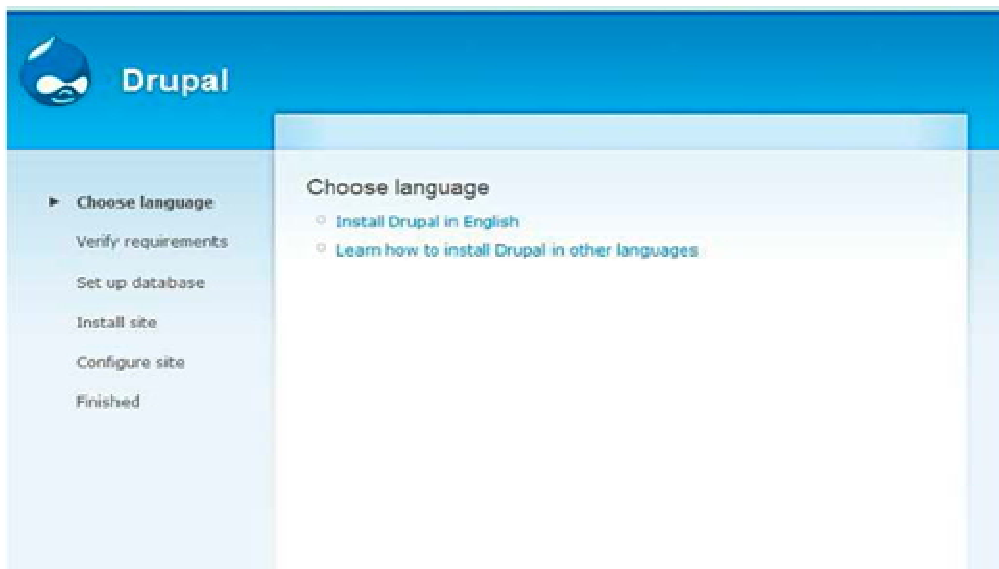 Drupal
Choose language
Verify requirements
Set up database
Install site
Configure site
Finished
Choose language
Install Drupal in English
Learn how to install Drupal in other languages